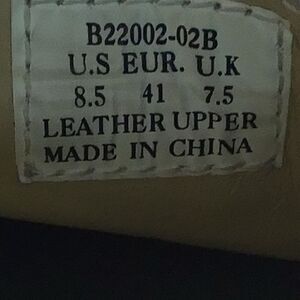 B22002-02B
U.S EUR. U.K
8.5 41 7.5
LEATHER UPPER
MADE IN CHINA